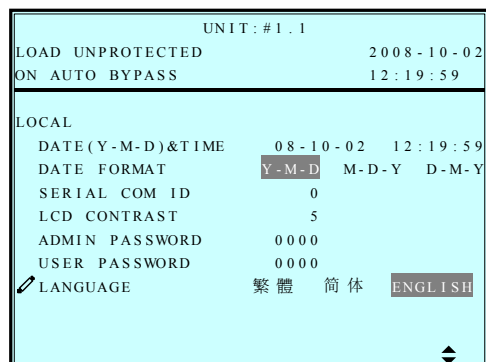 UNIT:#1.1
LOAD UNPROTECTED 2008-10-02
ON AUTO BYPASS 12:19:59
LOCAL
DATE(Y-M-D)&TIME 08-10-02 12:19:59
DATE FORMAT Y-M-D M-D-Y D-M-Y
SERIAL COM ID 0
LCD CONTRAST 5
ADMIN PASSWORD 0000
USER PASSWORD 0000
LANGUAGE 繁體 简体 ENGLISH